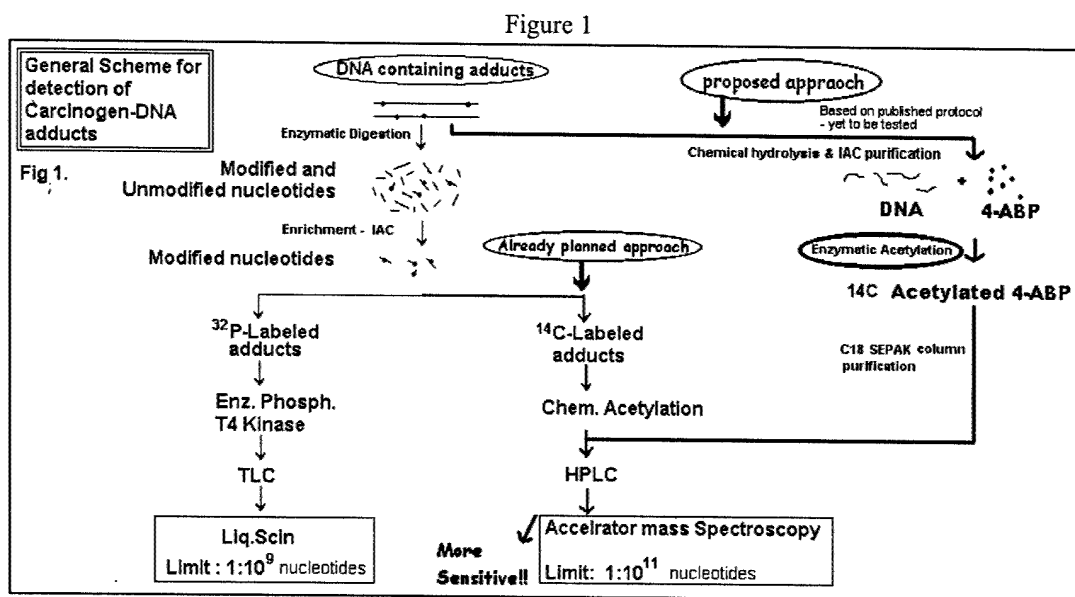 Figure 1
General Scheme for
detection of
Carcinogen-DNA
adducts
Fig 1.
DNA containing adducts
proposed appraoch
Based on published protocol
- yet to be tested
Enzymatic Digestion
Chemical hydrolysis & IAC purification
Modified and
Unmodified nucleotides
+
DNA
4-ABP
Enrichment - IAC
Already planned approach
Enzymatic Acetylation
Modified nucleotides
14C Acetylated 4-ABP
32P-Labeled
adducts
14C-Labeled
adducts
C18 SEPAK column
purification
Enz. Phosph.
T4 Kinase
Chem. Acetylation
TLC
HPLC
Liq.Scin
Limit : 1:10^9 nucleotides
More
Sensitive!!
Accelrator mass Spectroscopy
Limit: 1:10^11 nucleotides